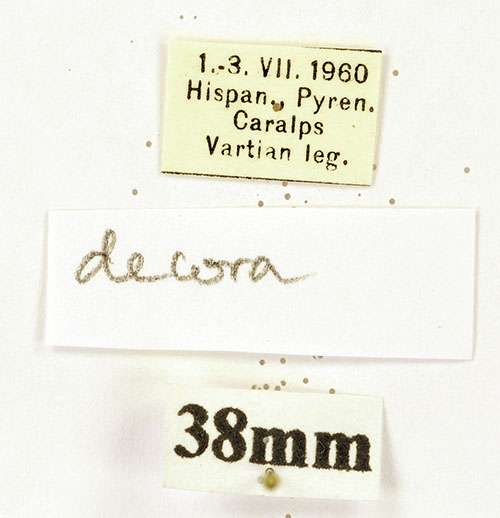 1.-3. VII. 1960
Hispan., Pyren.
Caralps
Vartian leg.
decora
38mm